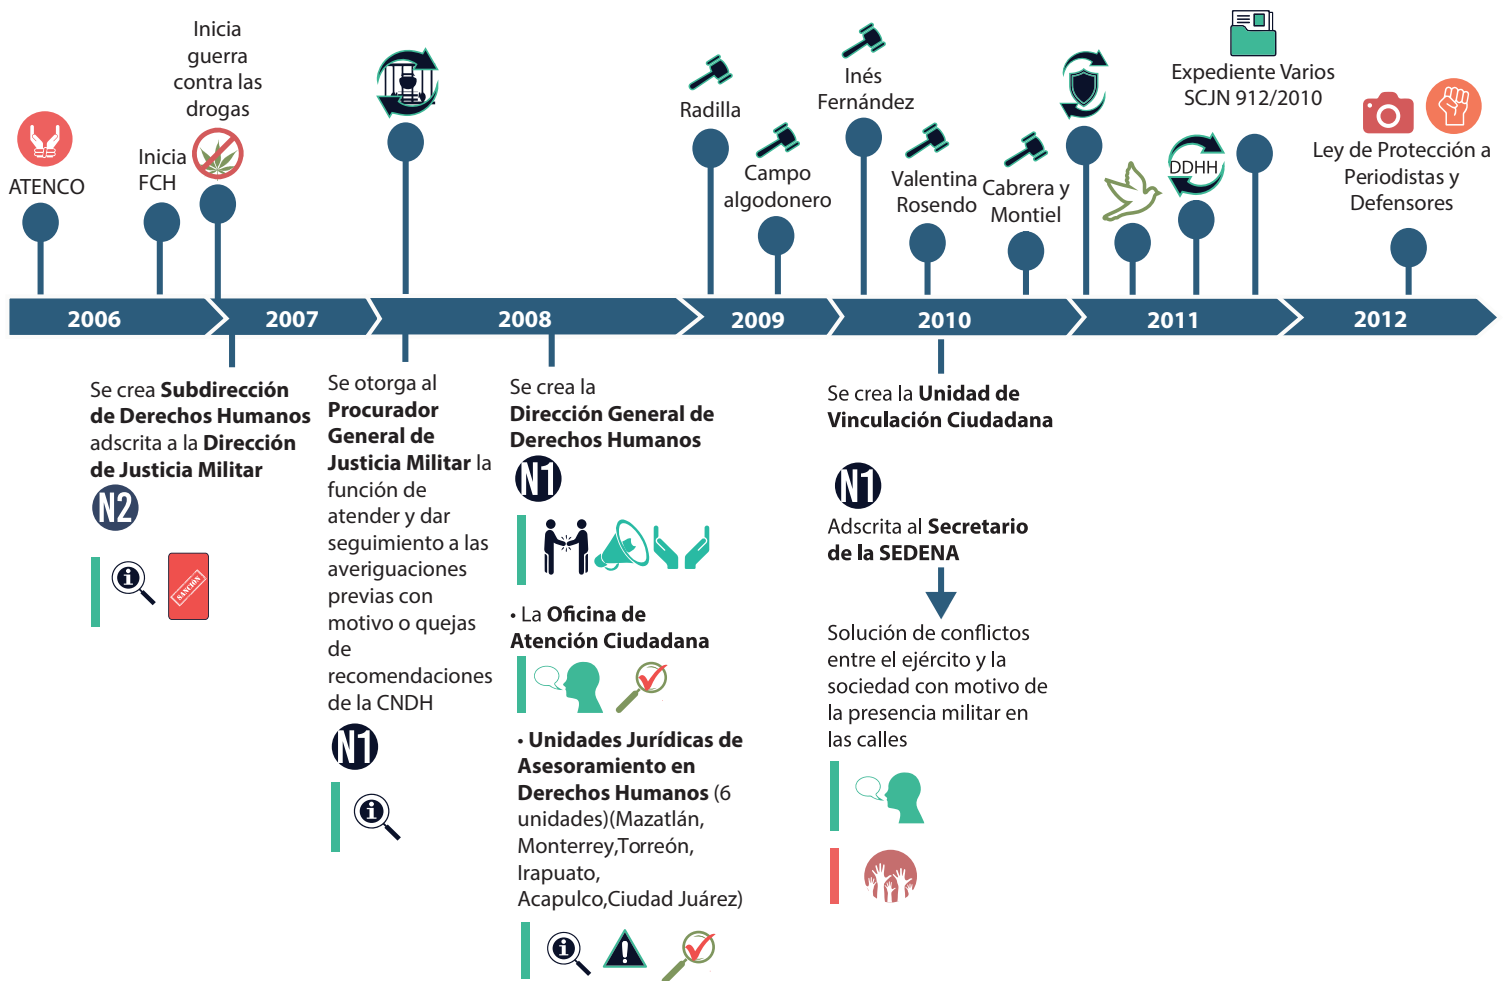 Inicia
guerra
contra las
drogas
ATENCO
Inicia
FCH
Radilla
Campo
algodonero
Inés
Fernández
Valentina
Rosendo
Cabrera y
Montiel
DDHH
Expediente Varios
SCJN 912/2010
Ley de Protección a
Periodistas y
Defensores
2006
2007
2008
2009
2010
2011
2012
Se crea Subdirección
de Derechos Humanos
adscrita a la Dirección
de Justicia Militar
N2
SANCIÓN
Se otorga al
Procurador
General de
Justicia Militar la
función de
atender y dar
seguimiento a las
averiguaciones
previas con
motivo o quejas
de
recomendaciones
de la CNDH
N1
Se crea la
Dirección General de
Derechos Humanos
N1
• La Oficina de
Atención Ciudadana
• Unidades Jurídicas de
Asesoramiento en
Derechos Humanos (6
unidades)(Mazatlán,
Monterrey,Torreón,
Irapuato,
Acapulco,Ciudad Juárez)
Se crea la Unidad de
Vinculación Ciudadana
N1
Adscrita al Secretario
de la SEDENA
Solución de conflictos
entre el ejército y la
sociedad con motivo de
la presencia militar en
las calles